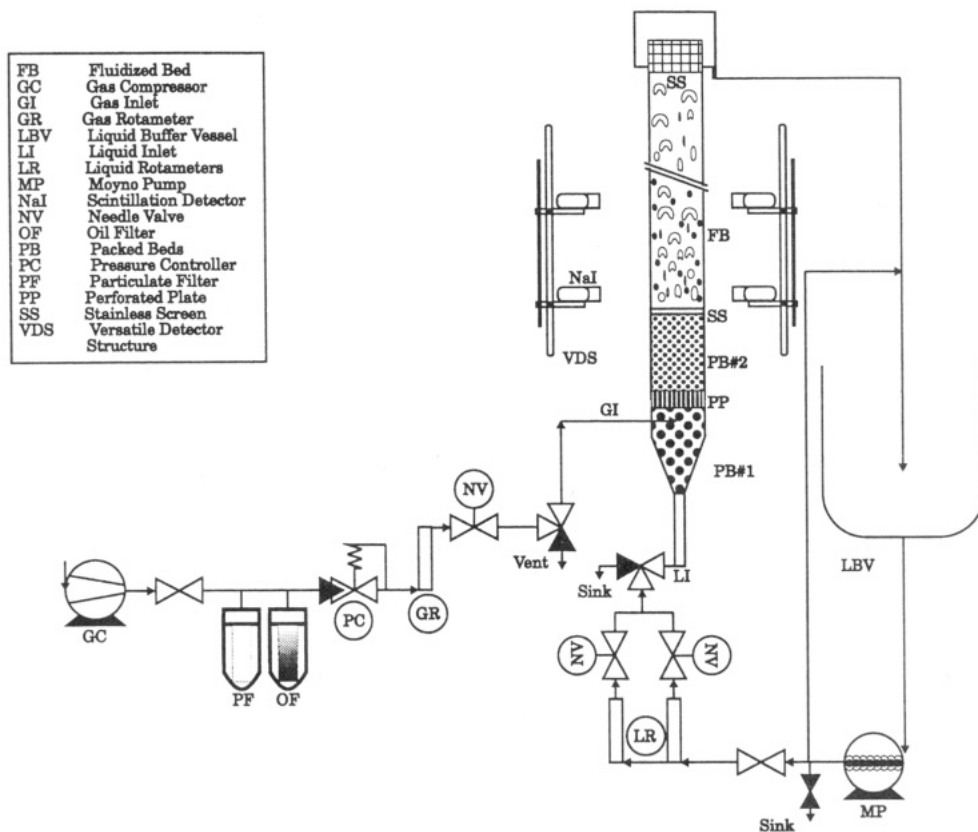 FB Fluidized Bed
GC Gas Compressor
GI Gas Inlet
GR Gas Rotameter
LBV Liquid Buffer Vessel
LI Liquid Inlet
LR Liquid Rotameters
MP Moyno Pump
NaI Scintillation Detector
NV Needle Valve
OF Oil Filter
PB Packed Beds
PC Pressure Controller
PF Particulate Filter
PP Perforated Plate
SS Stainless Screen
VDS Versatile Detector
Structure
SS
FB
NaI
SS
VDS
PB#2
PP
GI
PB#1
NV
Vent
LI
Sink
LBV
GC
PC
GR
PF
OF
NV
NV
LR
MP
Sink